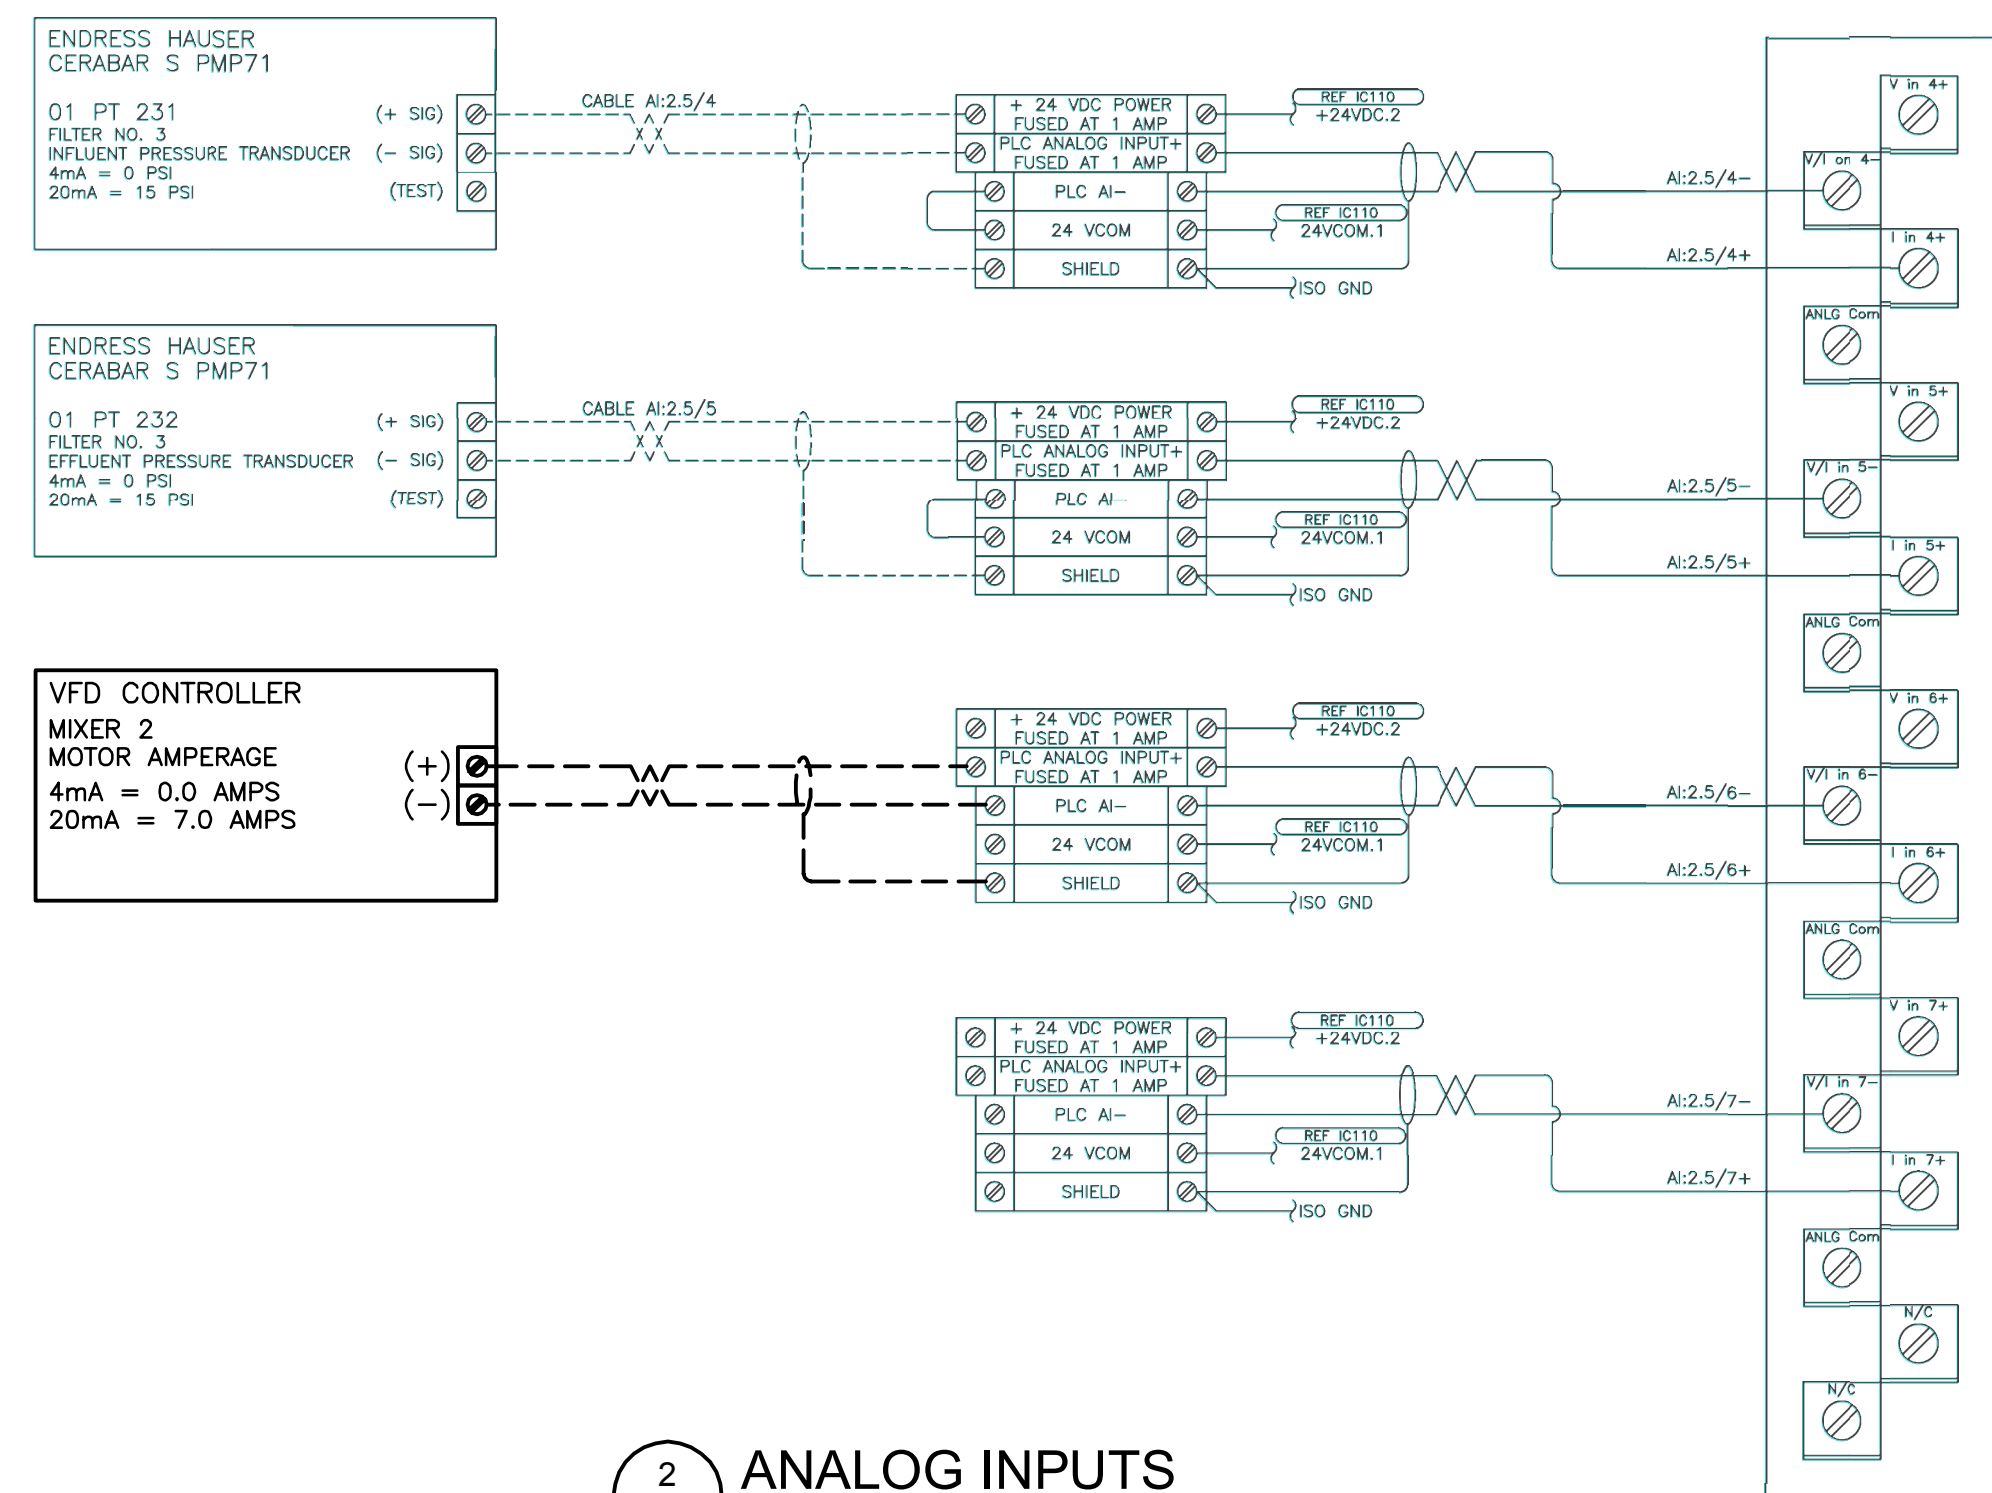 ENDRESS HAUSER
CERABAR S PMP71
01 PT 231
FILTER NO. 3
INFLUENT PRESSURE TRANSDUCER
4mA = 0 PSI
20mA = 15 PSI
(+ SIG)
(- SIG)
(TEST)
CABLE AI:2.5/4
+ 24 VDC POWER
FUSED AT 1 AMP
PLC ANALOG INPUT+
FUSED AT 1 AMP
PLC AI-
24 VCOM
SHIELD
REF IC110
+24VDC.2
REF IC110
24VCOM.1
ISO GND
AI:2.5/4-
AI:2.5/4+
V in 4+
V/I on 4-
I in 4+
ANLG Com
ENDRESS HAUSER
CERABAR S PMP71
01 PT 232
FILTER NO. 3
EFFLUENT PRESSURE TRANSDUCER
4mA = 0 PSI
20mA = 15 PSI
(+ SIG)
(- SIG)
(TEST)
CABLE AI:2.5/5
+ 24 VDC POWER
FUSED AT 1 AMP
PLC ANALOG INPUT+
FUSED AT 1 AMP
PLC AI-
24 VCOM
SHIELD
REF IC110
+24VDC.2
REF IC110
24VCOM.1
ISO GND
AI:2.5/5-
AI:2.5/5+
V in 5+
V/I in 5-
I in 5+
ANLG Com
VFD CONTROLLER
MIXER 2
MOTOR AMPERAGE
4mA = 0.0 AMPS
20mA = 7.0 AMPS
(+)
(-)
+ 24 VDC POWER
FUSED AT 1 AMP
PLC ANALOG INPUT+
FUSED AT 1 AMP
PLC AI-
24 VCOM
SHIELD
REF IC110
+24VDC.2
REF IC110
24VCOM.1
ISO GND
AI:2.5/6-
AI:2.5/6+
V in 6+
V/I in 6-
I in 6+
ANLG Com
+ 24 VDC POWER
FUSED AT 1 AMP
PLC ANALOG INPUT+
FUSED AT 1 AMP
PLC AI-
24 VCOM
SHIELD
REF IC110
+24VDC.2
REF IC110
24VCOM.1
ISO GND
AI:2.5/7-
AI:2.5/7+
V in 7+
V/I in 7-
I in 7+
ANLG Com
N/C
N/C
2
ANALOG INPUTS